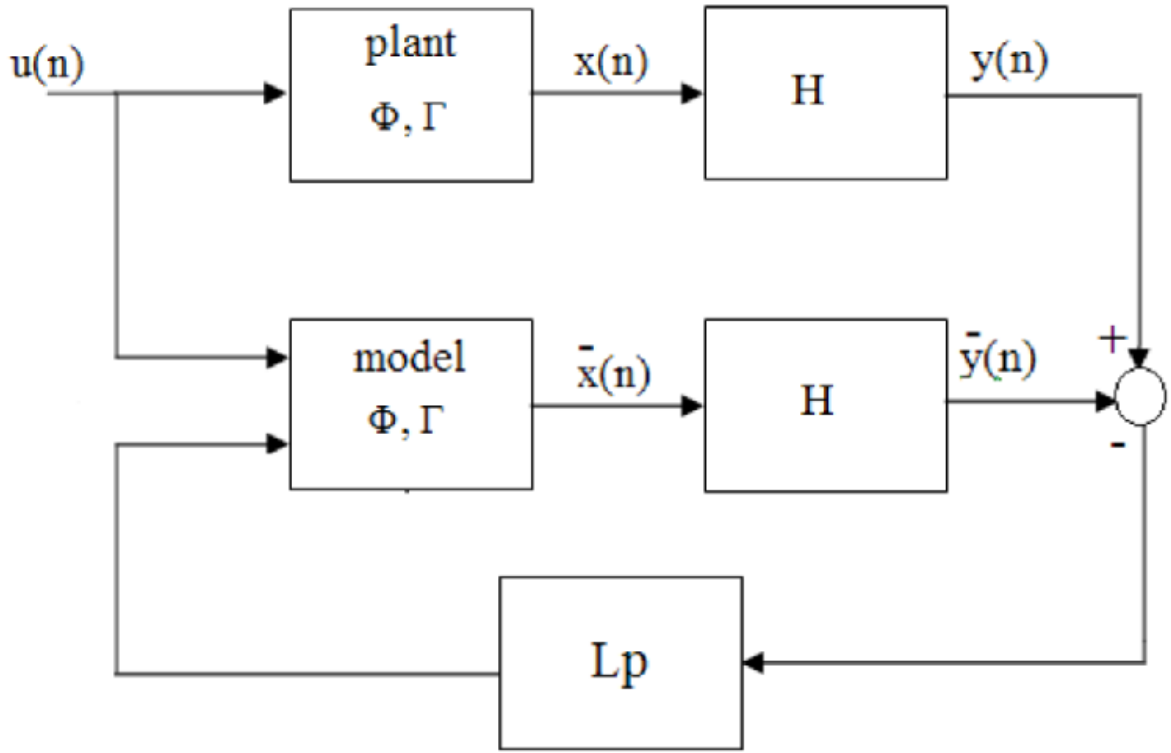 u(n)
plant
Φ, Γ
x(n)
H
y(n)
model
Φ, Γ
x̄(n)
H
ȳ(n)
+
-
Lp